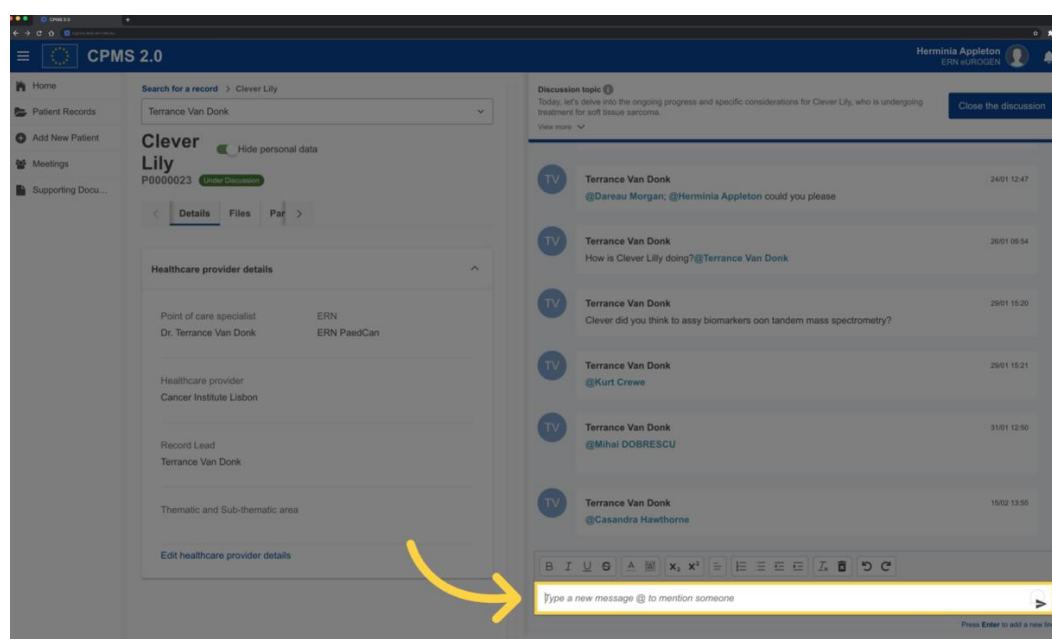 CPMS 2.0
CPMS 2.0
Herminia Appleton
ERN eUROGEN
Home
Patient Records
Add New Patient
Meetings
Supporting Docu...
Search for a record > Clever Lily
Terrance Van Donk
Clever
Lily
Hide personal data
P0000023 Under Discussion
Details Files Par
Healthcare provider details
Point of care specialist ERN
Dr. Terrance Van Donk ERN PaedCan
Healthcare provider
Cancer Institute Lisbon
Record Lead
Terrance Van Donk
Thematic and Sub-thematic area
Edit healthcare provider details
Discussion topic
Today, let's delve into the ongoing progress and specific considerations for Clever Lily, who is undergoing
treatment for soft tissue sarcoma.
View more
Close the discussion
TV Terrance Van Donk 24/01 12:47
@Dareau Morgan; @Herminia Appleton could you please
TV Terrance Van Donk 26/01 09:54
How is Clever Lilly doing?@Terrance Van Donk
TV Terrance Van Donk 29/01 15:20
Clever did you think to assy biomarkers oon tandem mass spectrometry?
TV Terrance Van Donk 29/01 15:21
@Kurt Crewe
TV Terrance Van Donk 31/01 12:50
@Mihai DOBRESCU
TV Terrance Van Donk 15/02 13:55
@Casandra Hawthorne
B I U S A X₂ X²
Type a new message @ to mention someone
Press Enter to add a new